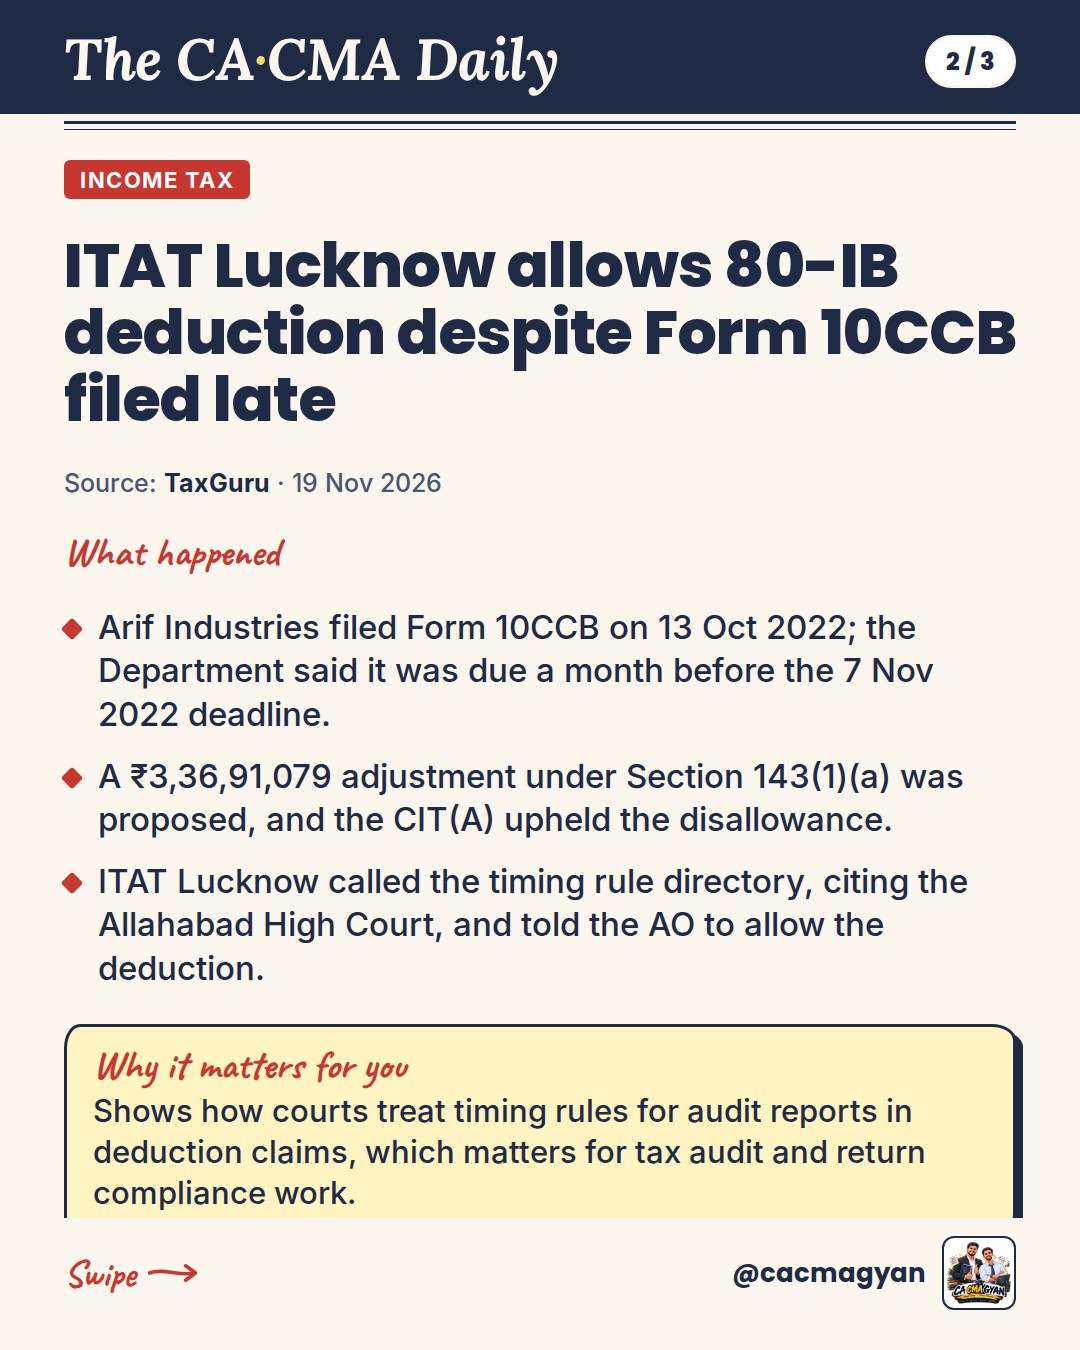 The CA·CMA Daily
2/3
INCOME TAX
ITAT Lucknow allows 80-IB
deduction despite Form 10CCB
filed late
Source: TaxGuru · 19 Nov 2026
What happened
Arif Industries filed Form 10CCB on 13 Oct 2022; the
Department said it was due a month before the 7 Nov
2022 deadline.
A ₹3,36,91,079 adjustment under Section 143(1)(a) was
proposed, and the CIT(A) upheld the disallowance.
ITAT Lucknow called the timing rule directory, citing the
Allahabad High Court, and told the AO to allow the
deduction.
Why it matters for you
Shows how courts treat timing rules for audit reports in
deduction claims, which matters for tax audit and return
compliance work.
Swipe
@cacmagyan
CA CMA GYAN